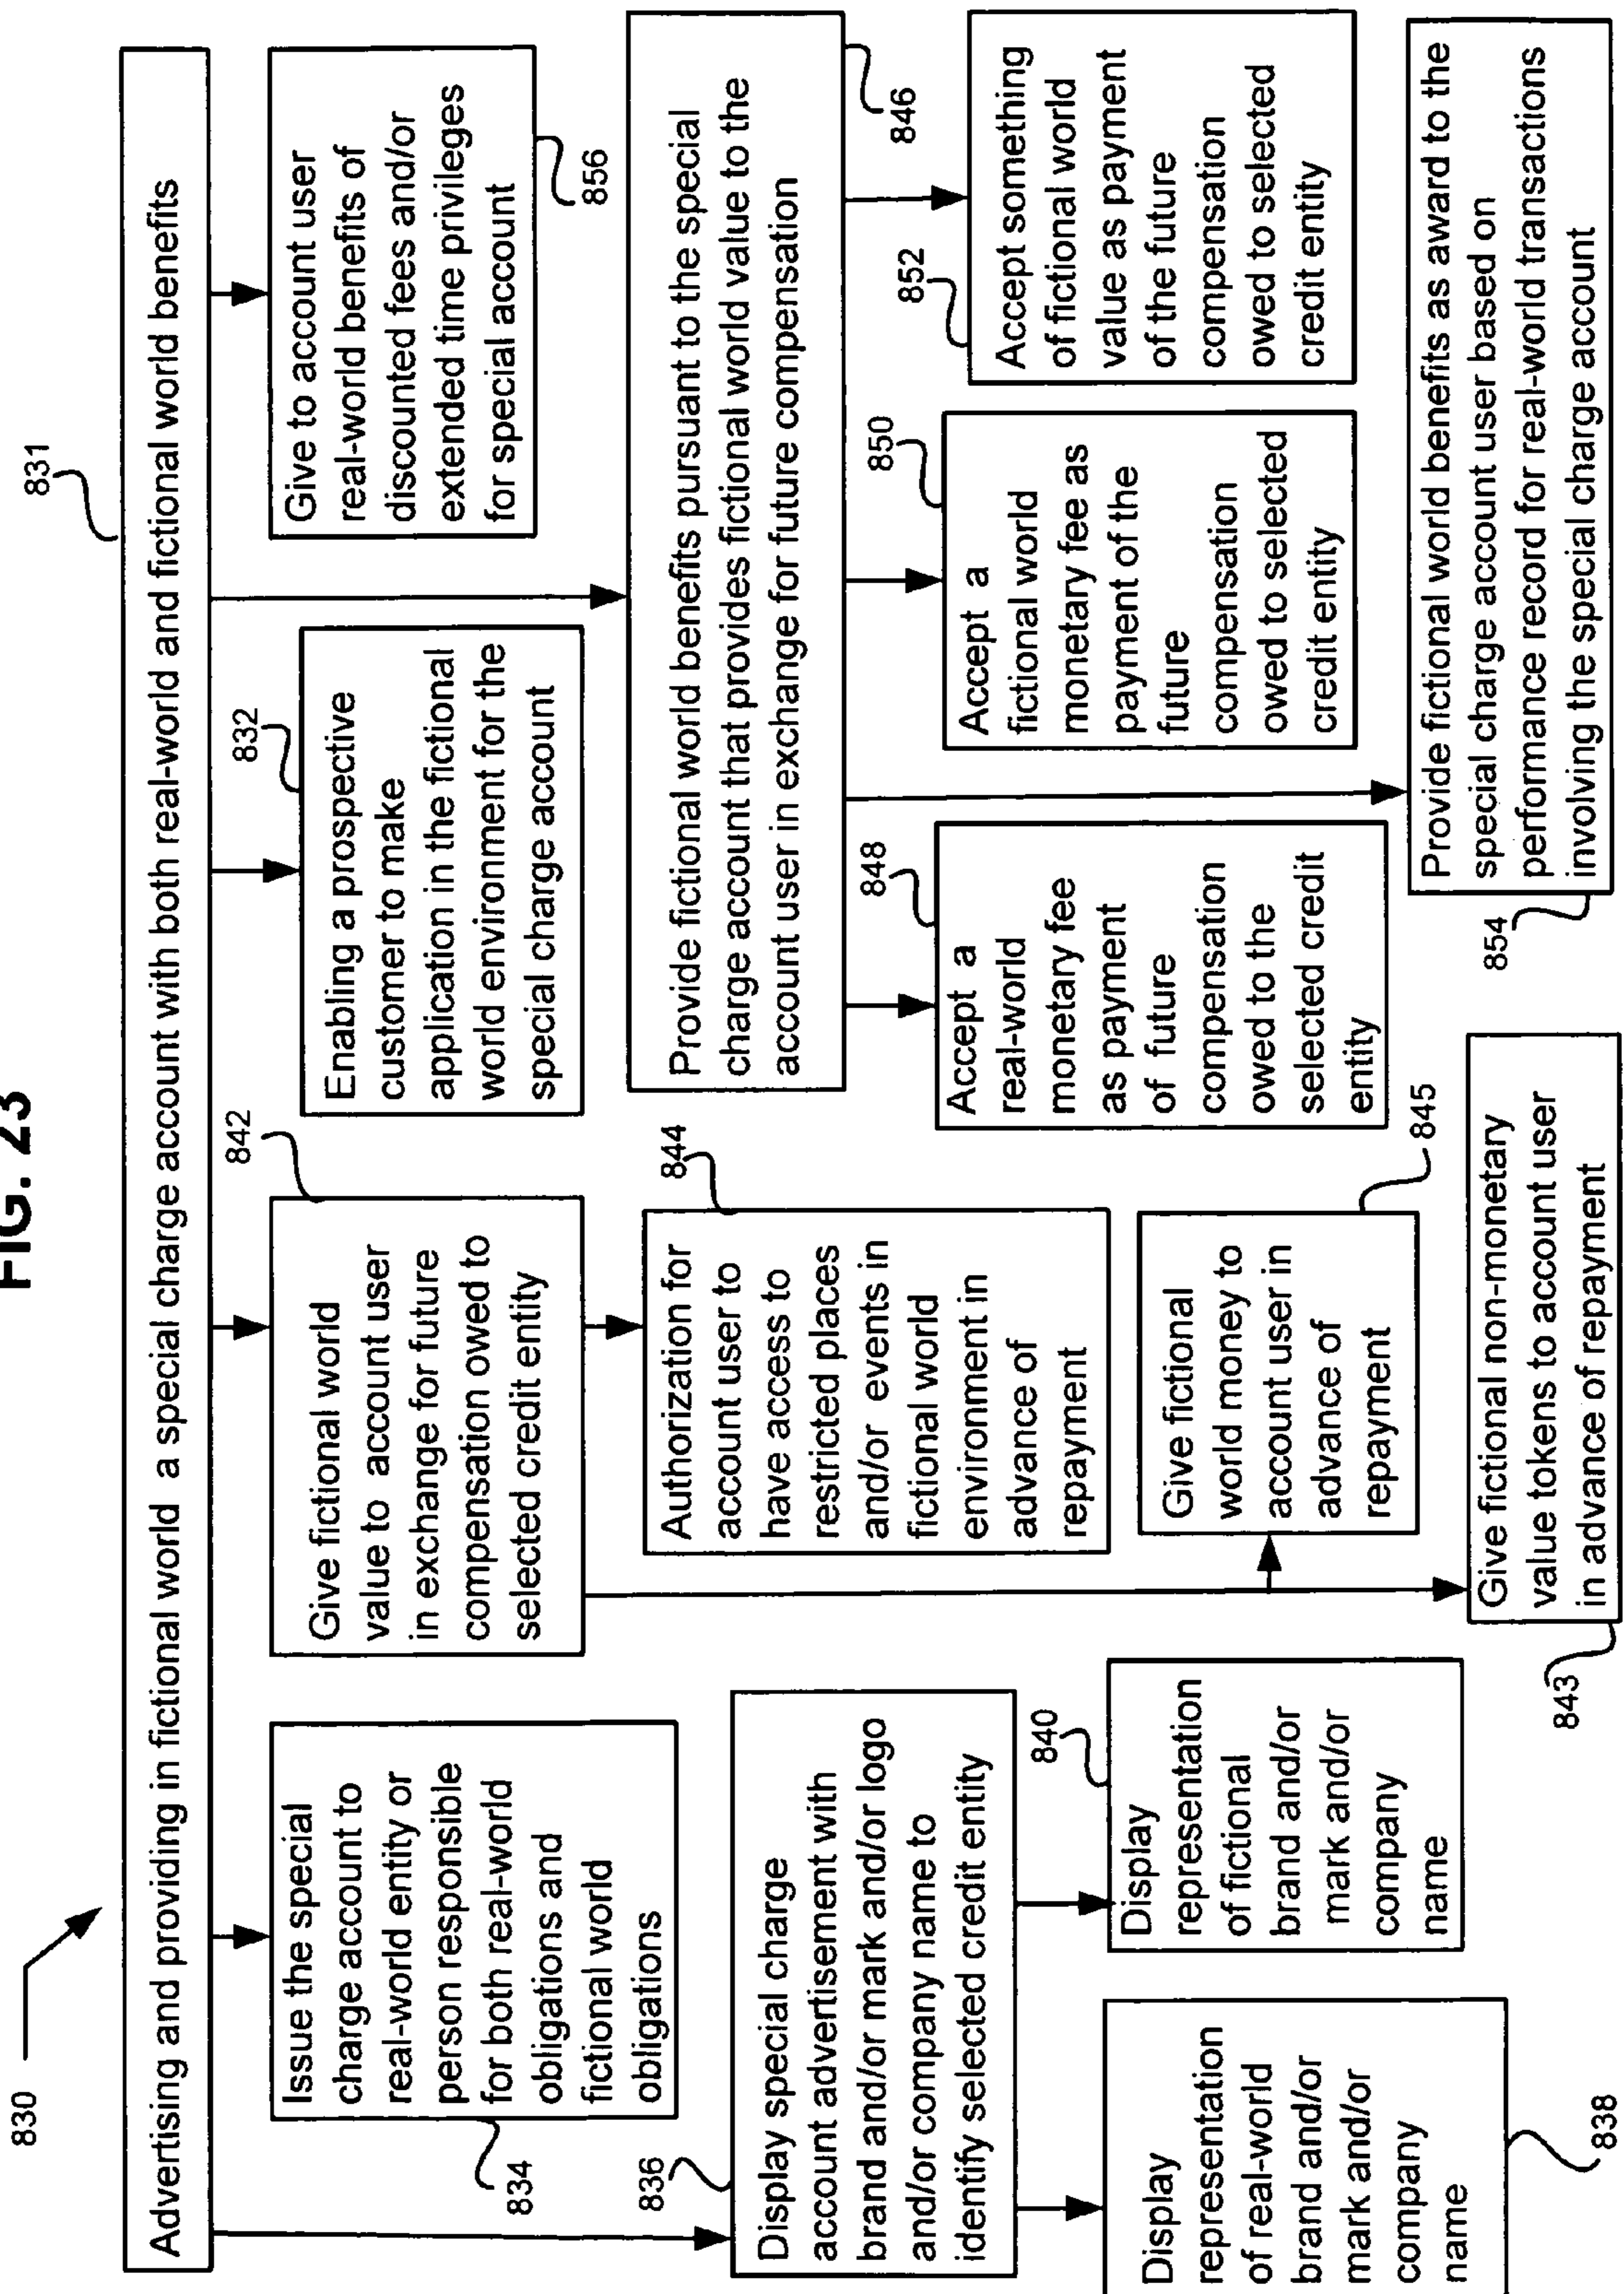 FIG. 23
830
831
Advertising and providing in fictional world a special charge account with both real-world and fictional world benefits
834
Issue the special
charge account to
real-world entity or
person responsible
for both real-world
obligations and
fictional world
obligations
842
Give fictional world
value to account user
in exchange for future
compensation owed to
selected credit entity
832
Enabling a prospective
customer to make
application in the fictional
world environment for the
special charge account
856
Give to account user
real-world benefits of
discounted fees and/or
extended time privileges
for special account
836
Display special charge
account advertisement with
brand and/or mark and/or logo
and/or company name to
identify selected credit entity
844
Authorization for
account user to
have access to
restricted places
and/or events in
fictional world
environment in
advance of
repayment
846
Provide fictional world benefits pursuant to the special
charge account that provides fictional world value to the
account user in exchange for future compensation
838
Display
representation
of real-world
brand and/or
mark and/or
company
name
840
Display
representation
of fictional
brand and/or
mark and/or
company
name
845
Give fictional
world money to
account user in
advance of
repayment
848
Accept a
real-world
monetary fee
as payment
of future
compensation
owed to the
selected credit
entity
850
Accept a
fictional world
monetary fee as
payment of the
future
compensation
owed to selected
credit entity
852
Accept something
of fictional world
value as payment
of the future
compensation
owed to selected
credit entity
843
Give fictional non-monetary
value tokens to account user
in advance of repayment
854
Provide fictional world benefits as award to the
special charge account user based on
performance record for real-world transactions
involving the special charge account